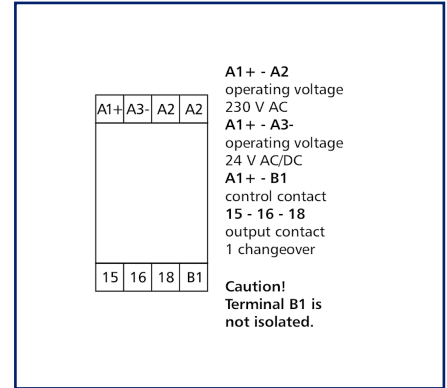 A1+ A3- A2 A2
A1+ - A2
operating voltage
230 V AC
A1+ - A3-
operating voltage
24 V AC/DC
A1+ - B1
control contact
15 - 16 - 18
output contact
1 changeover
15 16 18 B1
Caution!
Terminal B1 is
not isolated.